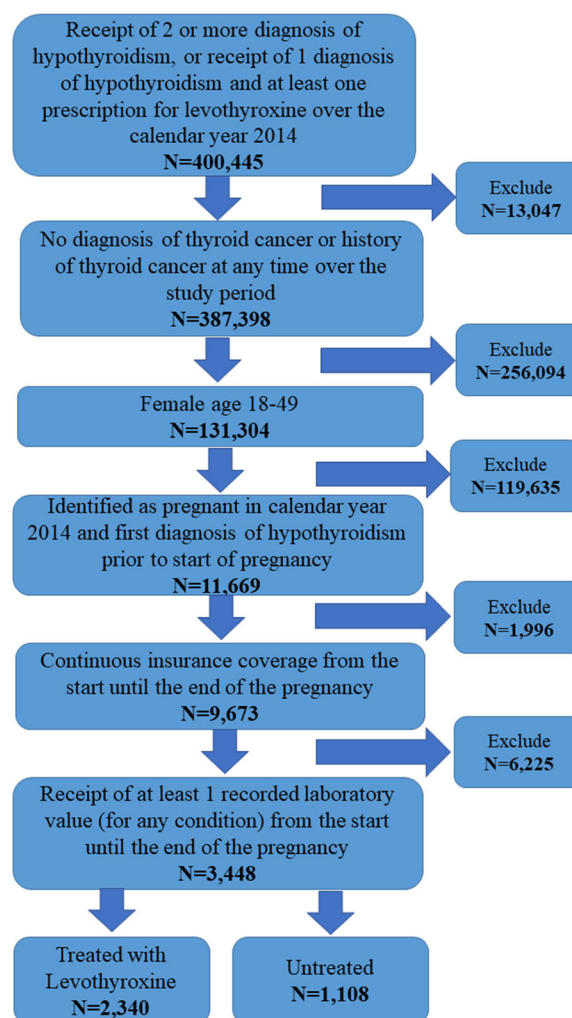 Receipt of 2 or more diagnosis of
hypothyroidism, or receipt of 1 diagnosis
of hypothyroidism and at least one
prescription for levothyroxine over the
calendar year 2014
N=400,445
Exclude
N=13,047
No diagnosis of thyroid cancer or history
of thyroid cancer at any time over the
study period
N=387,398
Exclude
N=256,094
Female age 18-49
N=131,304
Exclude
N=119,635
Identified as pregnant in calendar year
2014 and first diagnosis of hypothyroidism
prior to start of pregnancy
N=11,669
Exclude
N=1,996
Continuous insurance coverage from the
start until the end of the pregnancy
N=9,673
Exclude
N=6,225
Receipt of at least 1 recorded laboratory
value (for any condition) from the start
until the end of the pregnancy
N=3,448
Treated with
Levothyroxine
N=2,340
Untreated
N=1,108